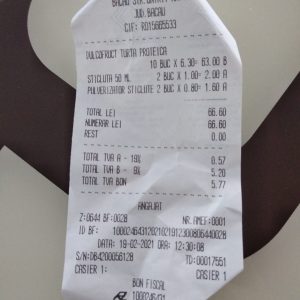 JUD.BACAU
CIF: RO15665533
DULCOFRUCT TURTA PROTEICA
10 BUC X 6.30= 63.00 B
STICLUTA 50 ML 2 BUC X 1.00- 2.00 A
PULVERIZATOR STICLUTE 2 BUC X 0.80- 1.60 A
TOTAL LEI 66.60
NUMERAR LEI 66.60
REST 0.00
TOTAL TVA A - 19% 0.57
TOTAL TVA B - 9% 5.20
TOTAL TVA BON 5.77
ANGAJAT
Z:0644 BF:0028 NR.AMEF:0001
DATA: 19-02-2021 ORA: 12:30:08
S/N:DB4200056128 TD:00017551
CASIER 1: CASIER 1
BON FISCAL